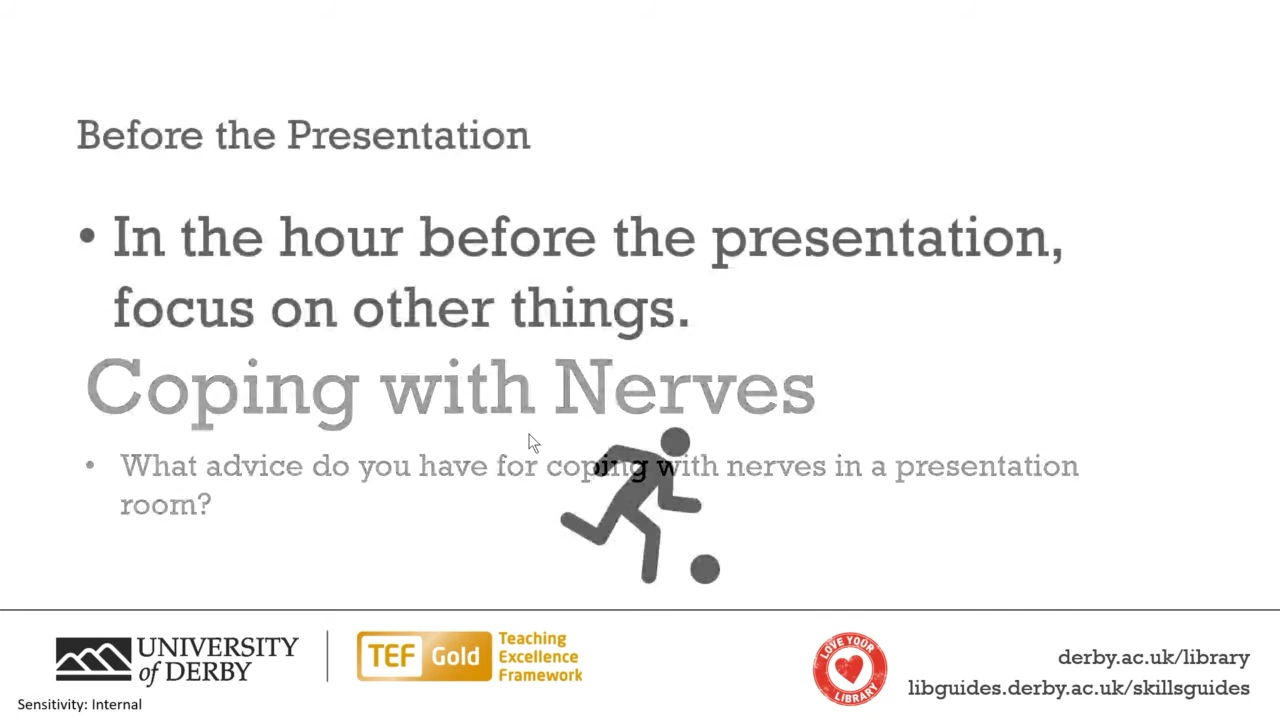 Before the Presentation
• In the hour before the presentation,
focus on other things.
Coping with Nerves
• What advice do you have for coping with nerves in a presentation
room?
UNIVERSITY
of DERBY
TEF Gold
Teaching
Excellence
Framework
LOVE YOUR
LIBRARY
derby.ac.uk/library
libguides.derby.ac.uk/skillsguides
Sensitivity: Internal